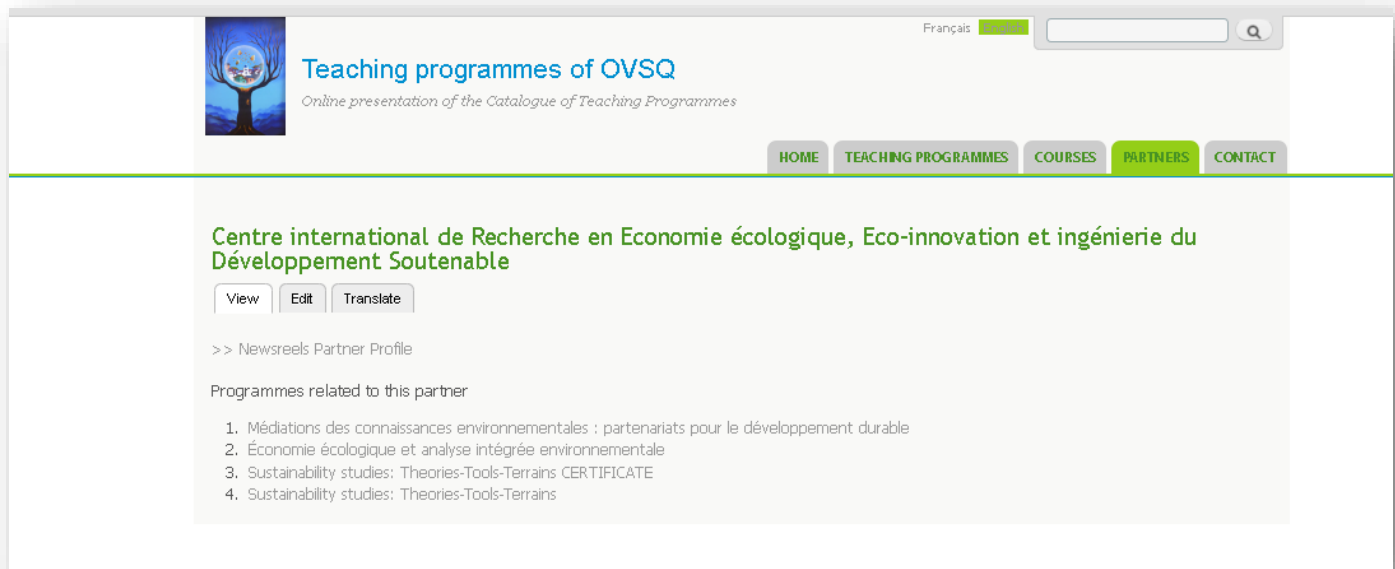 Français English
Teaching programmes of OVSQ
Online presentation of the Catalogue of Teaching Programmes
HOME TEACHING PROGRAMMES COURSES PARTNERS CONTACT
Centre international de Recherche en Economie écologique, Eco-innovation et ingénierie du
Développement Soutenable
View Edit Translate
>> Newsreels Partner Profile
Programmes related to this partner
1. Médiations des connaissances environnementales : partenariats pour le développement durable
2. Économie écologique et analyse intégrée environnementale
3. Sustainability studies: Theories-Tools-Terrains CERTIFICATE
4. Sustainability studies: Theories-Tools-Terrains